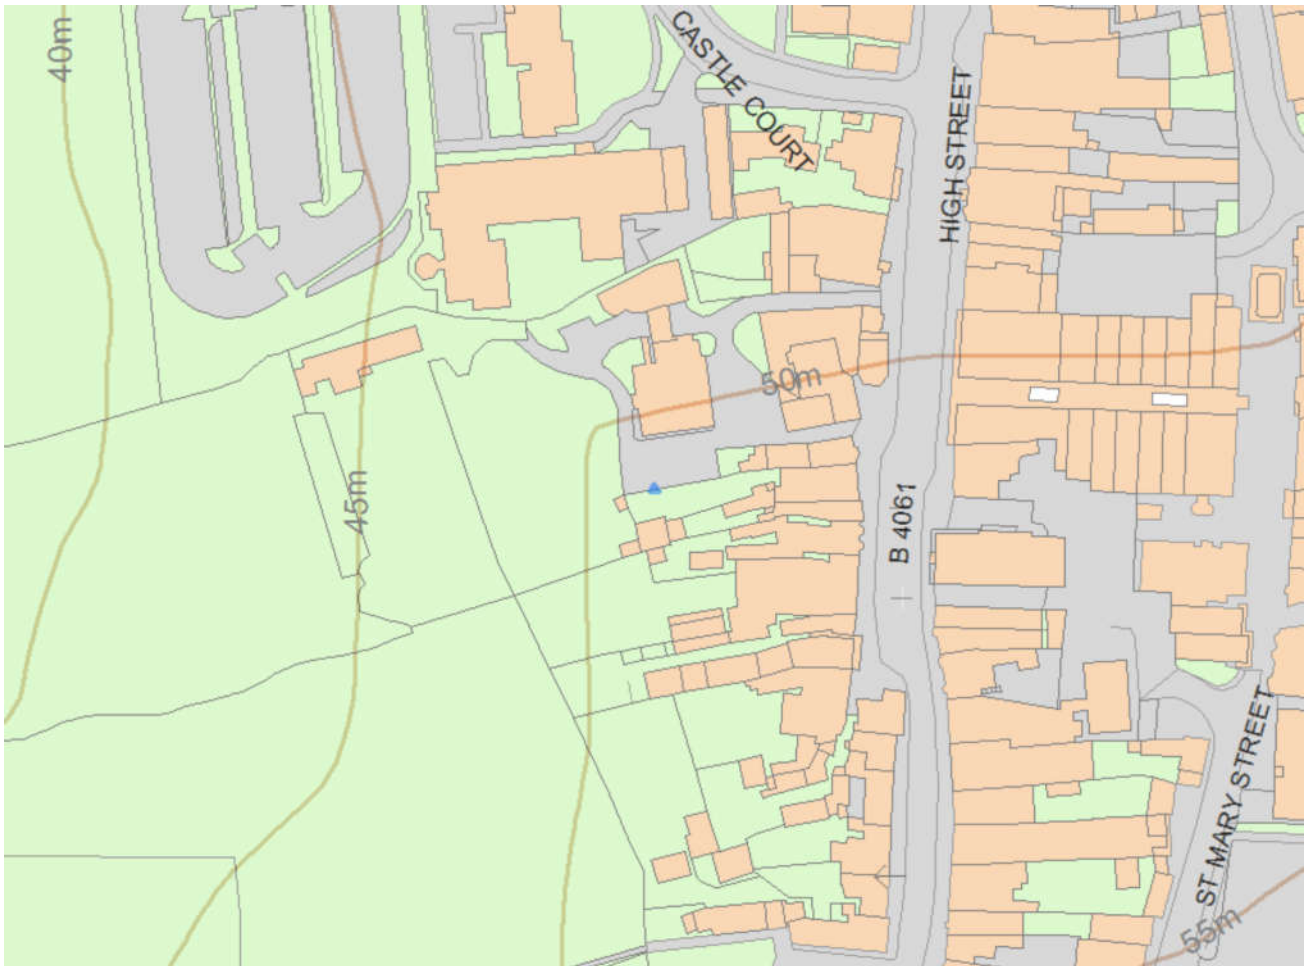 40m
CASTLE COURT
HIGH STREET
50m
45m
B 4061
ST MARY STREET
55m